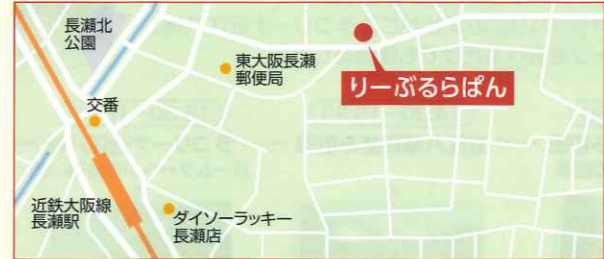 長瀬北
公園
東大阪長瀬
郵便局
りーぶるらぱん
交番
近鉄大阪線
長瀬駅
ダイソーラッキー
長瀬店